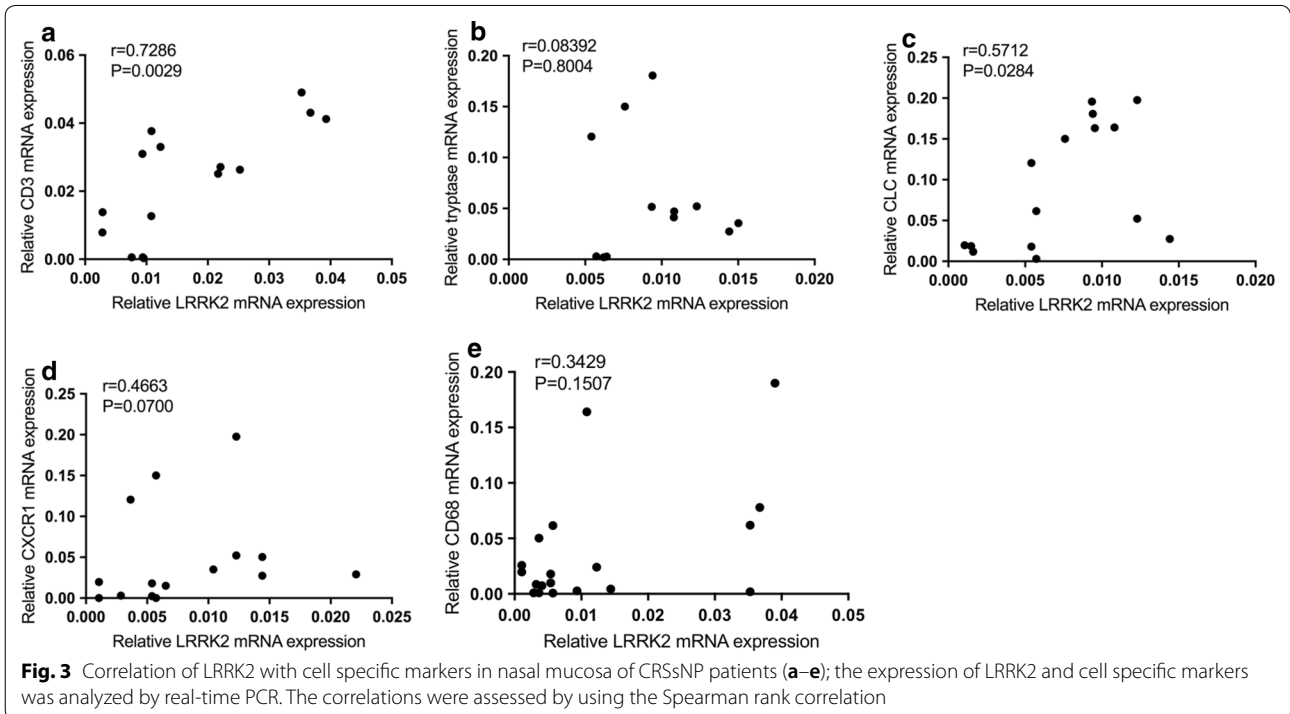 a
r=0.7286
P=0.0029
Relative CD3 mRNA expression
0.06
0.04
0.02
0.00
0.00 0.01 0.02 0.03 0.04 0.05
Relative LRRK2 mRNA expression
b
r=0.08392
P=0.8004
Relative tryptase mRNA expression
0.20
0.15
0.10
0.05
0.00
0.000 0.005 0.010 0.015 0.020
Relative LRRK2 mRNA expression
c
r=0.5712
P=0.0284
Relative CLC mRNA expression
0.25
0.20
0.15
0.10
0.05
0.00
0.000 0.005 0.010 0.015 0.020
Relative LRRK2 mRNA expression
d
r=0.4663
P=0.0700
Relative CXCR1 mRNA expression
0.25
0.20
0.15
0.10
0.05
0.00
0.000 0.005 0.010 0.015 0.020 0.025
Relative LRRK2 mRNA expression
e
r=0.3429
P=0.1507
Relative CD68 mRNA expression
0.20
0.15
0.10
0.05
0.00
0.00 0.01 0.02 0.03 0.04 0.05
Relative LRRK2 mRNA expression
Fig. 3 Correlation of LRRK2 with cell specific markers in nasal mucosa of CRSsNP patients (a–e); the expression of LRRK2 and cell specific markers
was analyzed by real-time PCR. The correlations were assessed by using the Spearman rank correlation